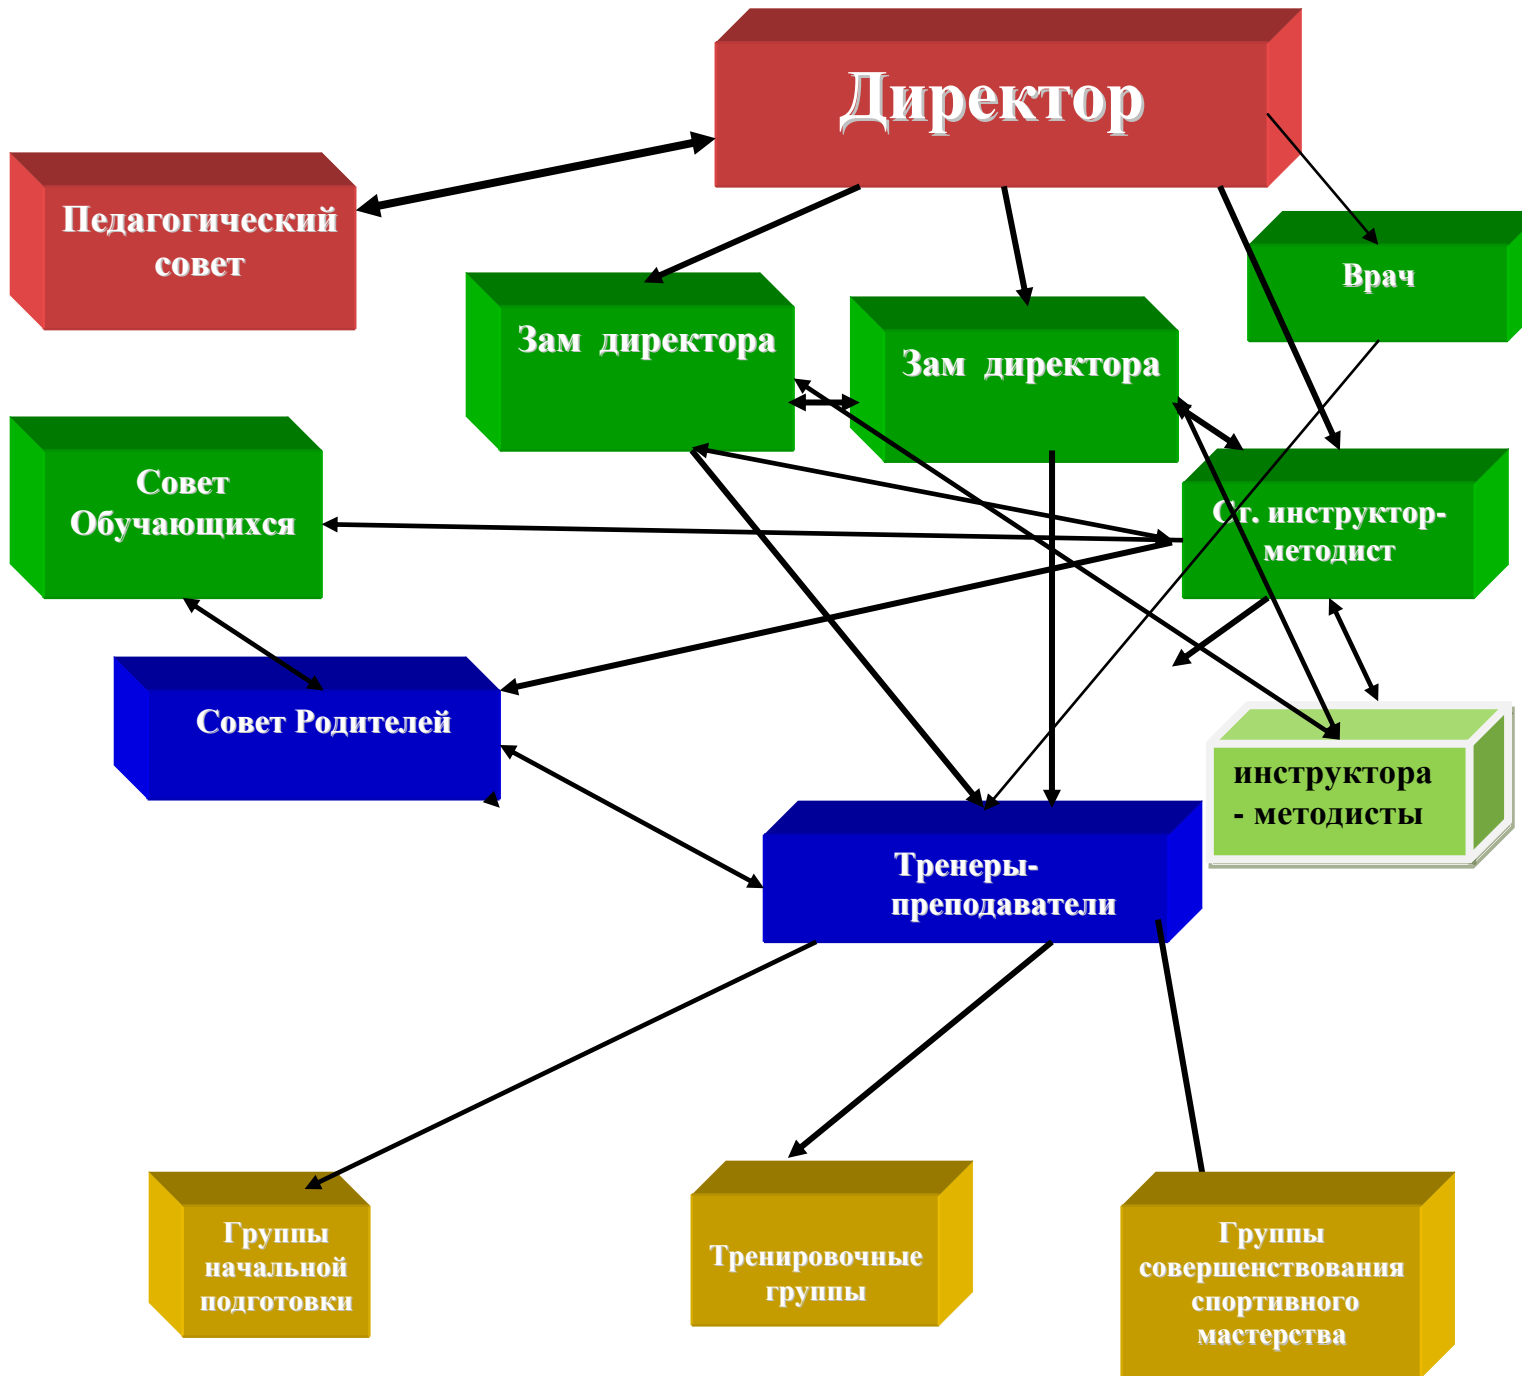 Директор
Педагогический
совет
Врач
Зам директора
Зам директора
Совет
Обучающихся
Ст. инструктор-
методист
Совет Родителей
инструктора
- методисты
Тренеры-
преподаватели
Группы
начальной
подготовки
Тренировочные
группы
Группы
совершенствования
спортивного
мастерства